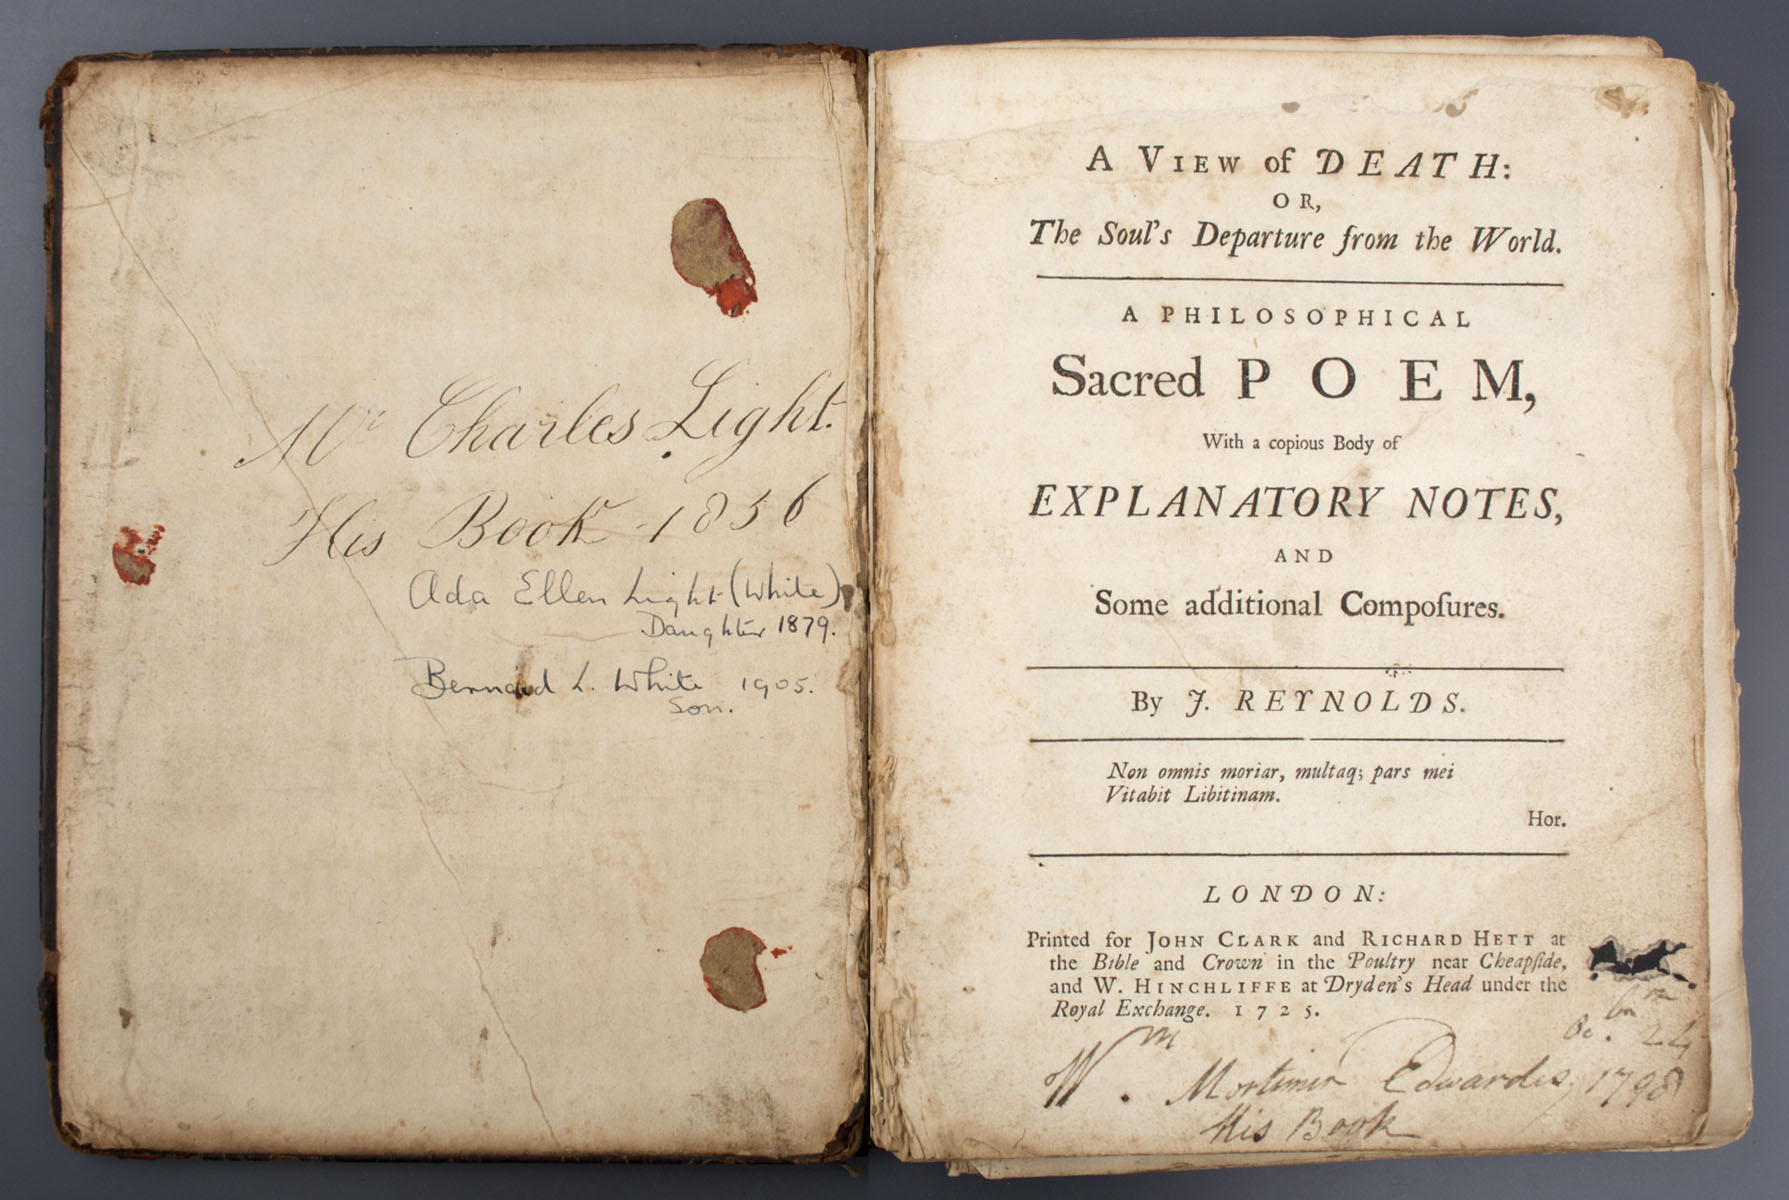 Mr Charles Light.
His Book 1856
Ada Ellen Light (White)
Daughter 1879.
Bernard L. White 1905.
Son.
A VIEW of DEATH:
OR,
The Soul's Departure from the World.
A PHILOSOPHICAL
Sacred POEM,
With a copious Body of
EXPLANATORY NOTES,
AND
Some additional Compoſures.
By J. REYNOLDS.
Non omnis moriar, multaq; pars mei
Vitabit Libitinam.
Hor.
LONDON:
Printed for JOHN CLARK and RICHARD HETT at
the Bible and Crown in the Poultry near Cheapſide,
and W. HINCHLIFFE at Dryden's Head under the
Royal Exchange. 1725.
24
Wm. Mortimer Edwardes 1798
His Book